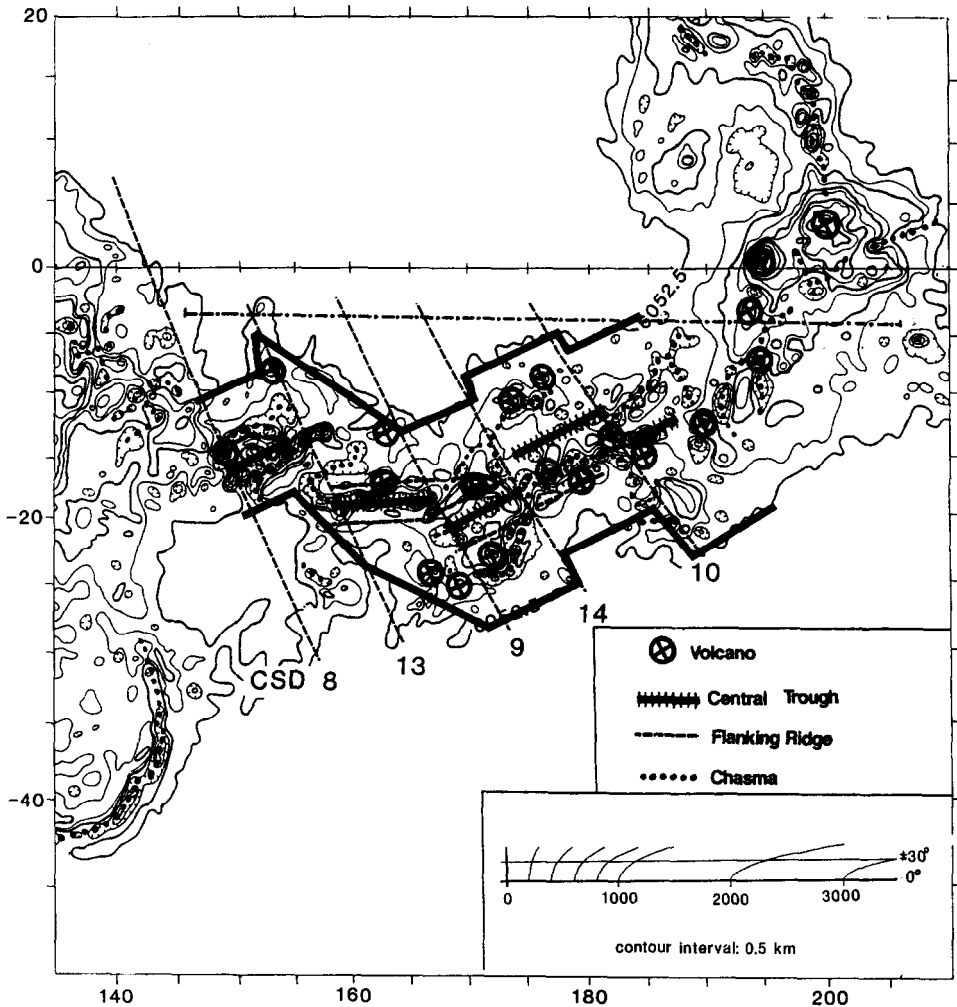 20
0
-20
-40
052.5
10
14
9
13
CSD 8
Volcano
Central Trough
Flanking Ridge
Chasma
±30°
0°
0 1000 2000 3000
contour interval: 0.5 km
140 160 180 200